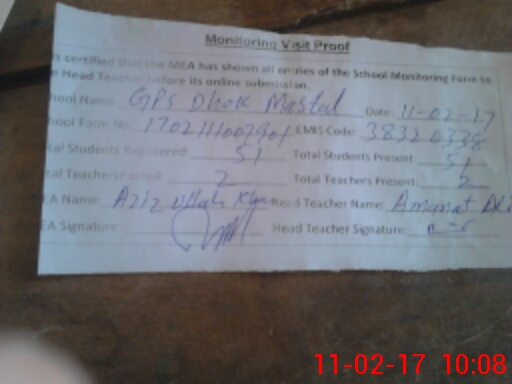 Monitoring Visit Proof
is certified that the MEA has shown all entries of the School Monitoring Form to
e Head Teacher before its online submission.
hool Name: GPS Dhok Mastal Date: 11-02-17
hool Form No: EMIS Code: 38320338
tal Students Registered: 51 Total Students Present: 51
tal Teachers Posted: 2 Total Teachers Present: 2
EA Name: Aziz Ullah Khan Head Teacher Name: Amanat
EA Signature Head Teacher Signature:
11-02-17 10:08